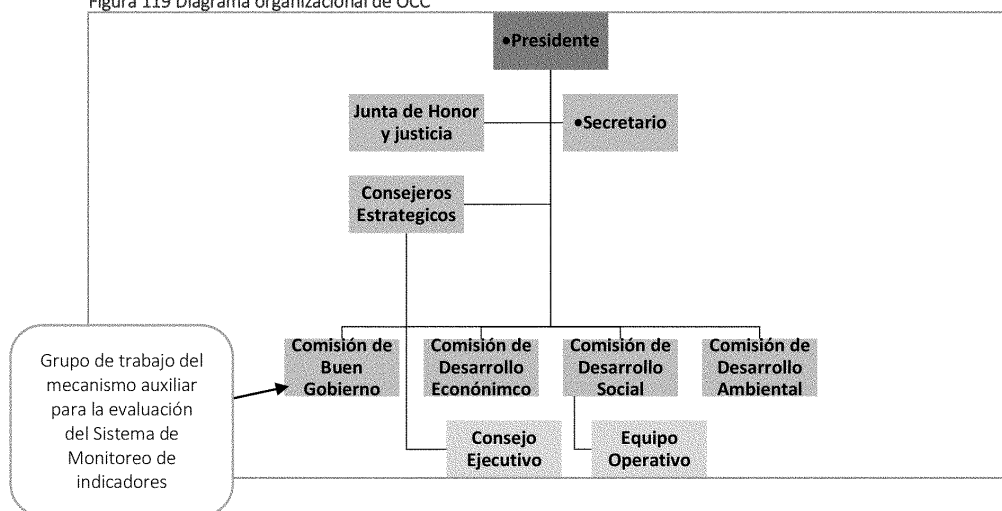 Figura 119 Diagrama organizacional de OCC
•Presidente
Junta de Honor
y justicia
•Secretario
Consejeros
Estrategicos
Comisión de
Buen
Gobierno
Comisión de
Desarrollo
Econónimco
Comisión de
Desarrollo
Social
Comisión de
Desarrollo
Ambiental
Grupo de trabajo del
mecanismo auxiliar
para la evaluación
del Sistema de
Monitoreo de
indicadores
Consejo
Ejecutivo
Equipo
Operativo